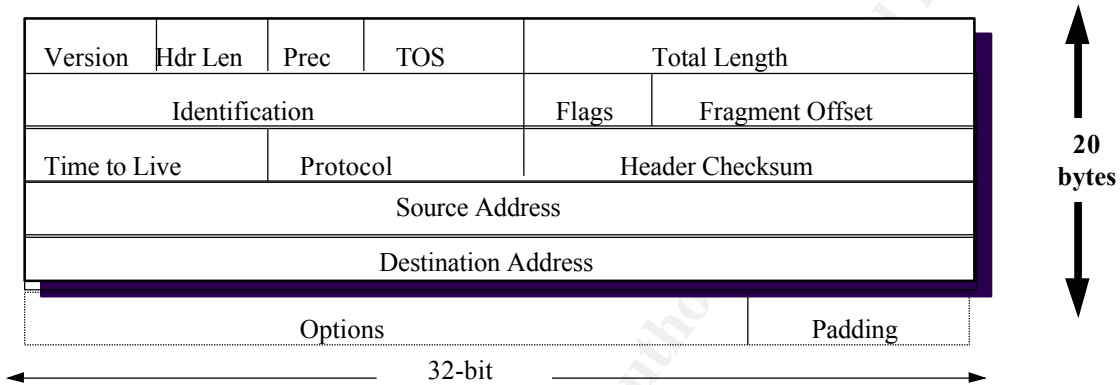 Version Hdr Len Prec TOS Total Length
Identification Flags Fragment Offset
Time to Live Protocol Header Checksum
Source Address
Destination Address
Options Padding
32-bit
20
bytes